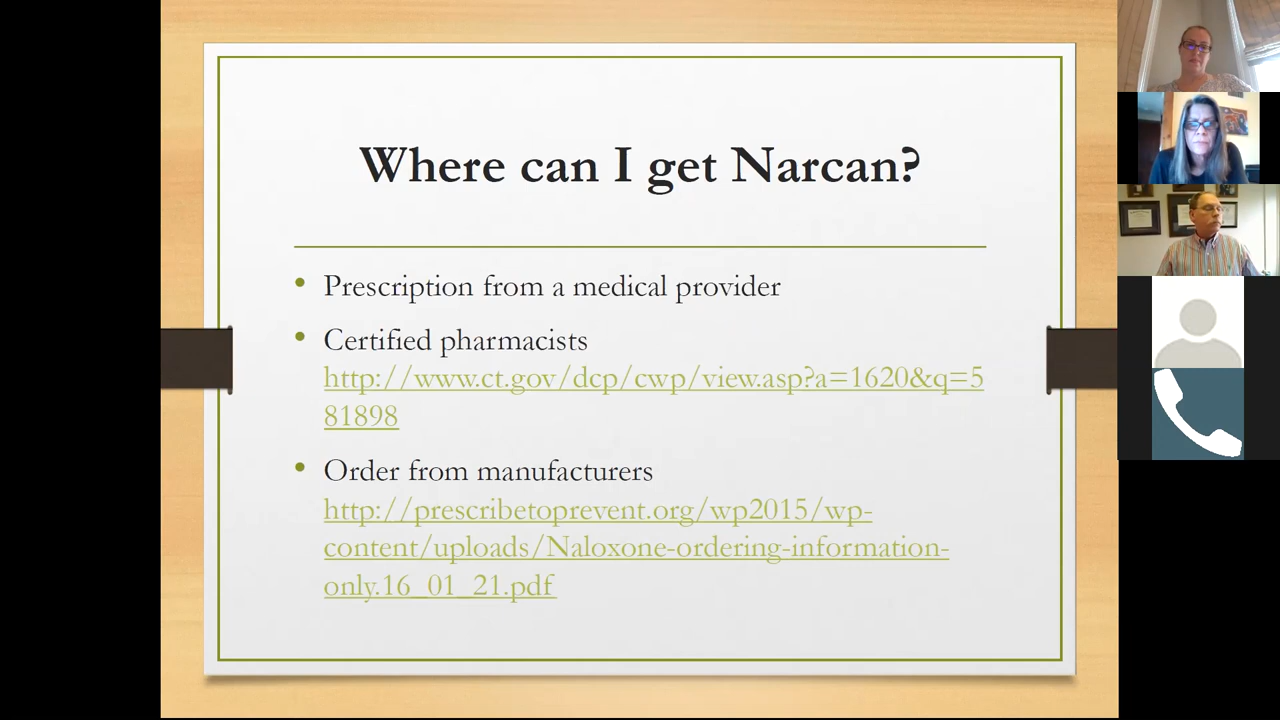 Where can I get Narcan?
• Prescription from a medical provider
• Certified pharmacists
http://www.ct.gov/dcp/cwp/view.asp?a=1620&q=5
81898
• Order from manufacturers
http://prescribetoprevent.org/wp2015/wp-
content/uploads/Naloxone-ordering-information-
only.16_01_21.pdf